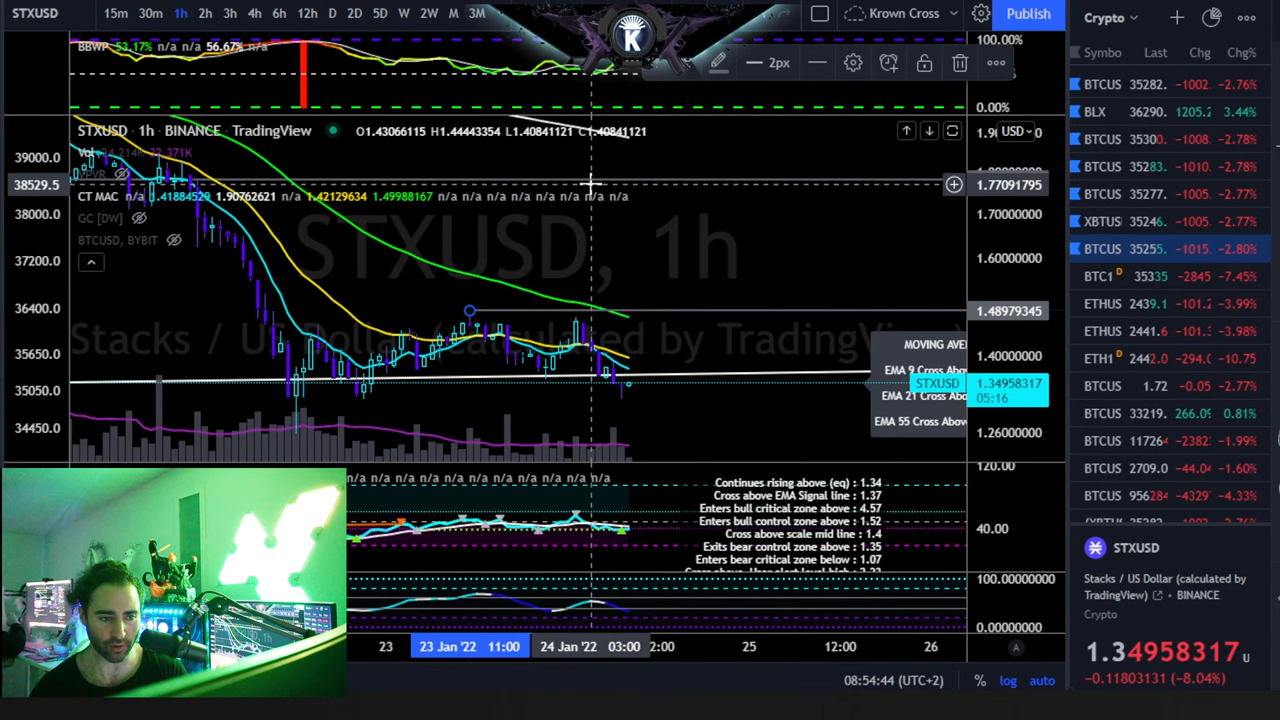 STXUSD
15m 30m 1h 2h 3h 4h 6h 12h D 2D 5D W 2W M 3M
K
Krown Cross
Publish
Crypto
2px
BBWP 53.17% n/a n/a 56.67% n/a
100.00%
0.00%
STXUSD · 1h · BINANCE · TradingView O1.43066115 H1.44443354 L1.40841121 C1.40841121
USD
Vol 24.214K 32.371K
PVR
CT MAC n/a 1.41884529 1.90762621 n/a 1.42129634 1.49988167 n/a n/a n/a n/a n/a n/a n/a n/a
GC [DW]
BTCUSD, BYBIT
STXUSD, 1h
Stacks / US Dollar (calculated by TradingView)
39000.0
38529.5
38000.0
37200.0
36400.0
35650.0
35050.0
34450.0
1.77091795
1.70000000
1.60000000
1.48979345
1.40000000
STXUSD 1.34958317
05:16
1.26000000
EMA 9 Cross Abov
EMA 21 Cross Above
EMA 55 Cross Above
n/a n/a n/a n/a n/a n/a n/a n/a n/a n/a n/a n/a
120.00
40.00
Continues rising above (eq) : 1.34
Cross above EMA Signal line : 1.37
Enters bull critical zone above : 4.57
Enters bull control zone above : 1.52
Cross above scale mid line : 1.4
Exits bear control zone above : 1.35
Enters bear critical zone below : 1.07
100.00000000
0.00000000
23
23 Jan '22 11:00
24 Jan '22 03:00
2:00
25
12:00
26
A
08:54:44 (UTC+2)
% log auto
Symbo Last Chg Chg%
BTCUS 35282. -1002. -2.76%
BLX 36290. 1205.2 3.44%
BTCUS 35300. -1008. -2.78%
BTCUS 35283. -1010. -2.78%
BTCUS 35277. -1005. -2.77%
XBTUS 35246. -1005. -2.77%
BTCUS 35255. -1015. -2.80%
BTC1 D 35335 -2845 -7.45%
ETHUS 2439.1 -101.2 -3.99%
ETHUS 2441.6 -101.3 -3.98%
ETH1 D 2442.0 -294.0 -10.75
BTCUS 1.72 -0.05 -2.77%
BTCUS 33219. 266.09 0.81%
BTCUS 117264 -2382 -1.99%
BTCUS 2709.0 -44.04 -1.60%
BTCUS 956284 -4329 -4.33%
STXUSD
Stacks / US Dollar (calculated by TradingView)
BINANCE
Crypto
1.34958317 U
-0.11803131 (-8.04%)